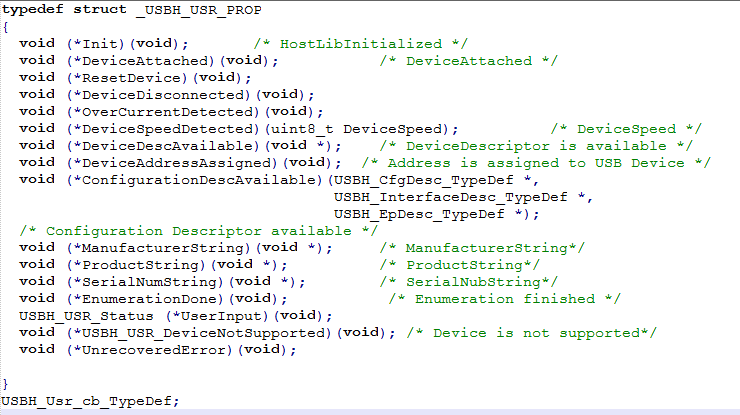 typedef struct _USBH_USR_PROP
{
  void (*Init)(void);       /* HostLibInitialized */
  void (*DeviceAttached)(void);           /* DeviceAttached */
  void (*ResetDevice)(void);
  void (*DeviceDisconnected)(void);
  void (*OverCurrentDetected)(void);
  void (*DeviceSpeedDetected)(uint8_t DeviceSpeed);          /* DeviceSpeed */
  void (*DeviceDescAvailable)(void *);    /* DeviceDescriptor is available */
  void (*DeviceAddressAssigned)(void);  /* Address is assigned to USB Device */
  void (*ConfigurationDescAvailable)(USBH_CfgDesc_TypeDef *,
                                     USBH_InterfaceDesc_TypeDef *,
                                     USBH_EpDesc_TypeDef *);
  /* Configuration Descriptor available */
  void (*ManufacturerString)(void *);     /* ManufacturerString*/
  void (*ProductString)(void *);          /* ProductString*/
  void (*SerialNumString)(void *);        /* SerialNubString*/
  void (*EnumerationDone)(void);           /* Enumeration finished */
  USBH_USR_Status (*UserInput)(void);
  void (*USBH_USR_DeviceNotSupported)(void); /* Device is not supported*/
  void (*UnrecoveredError)(void);
}
USBH_Usr_cb_TypeDef;